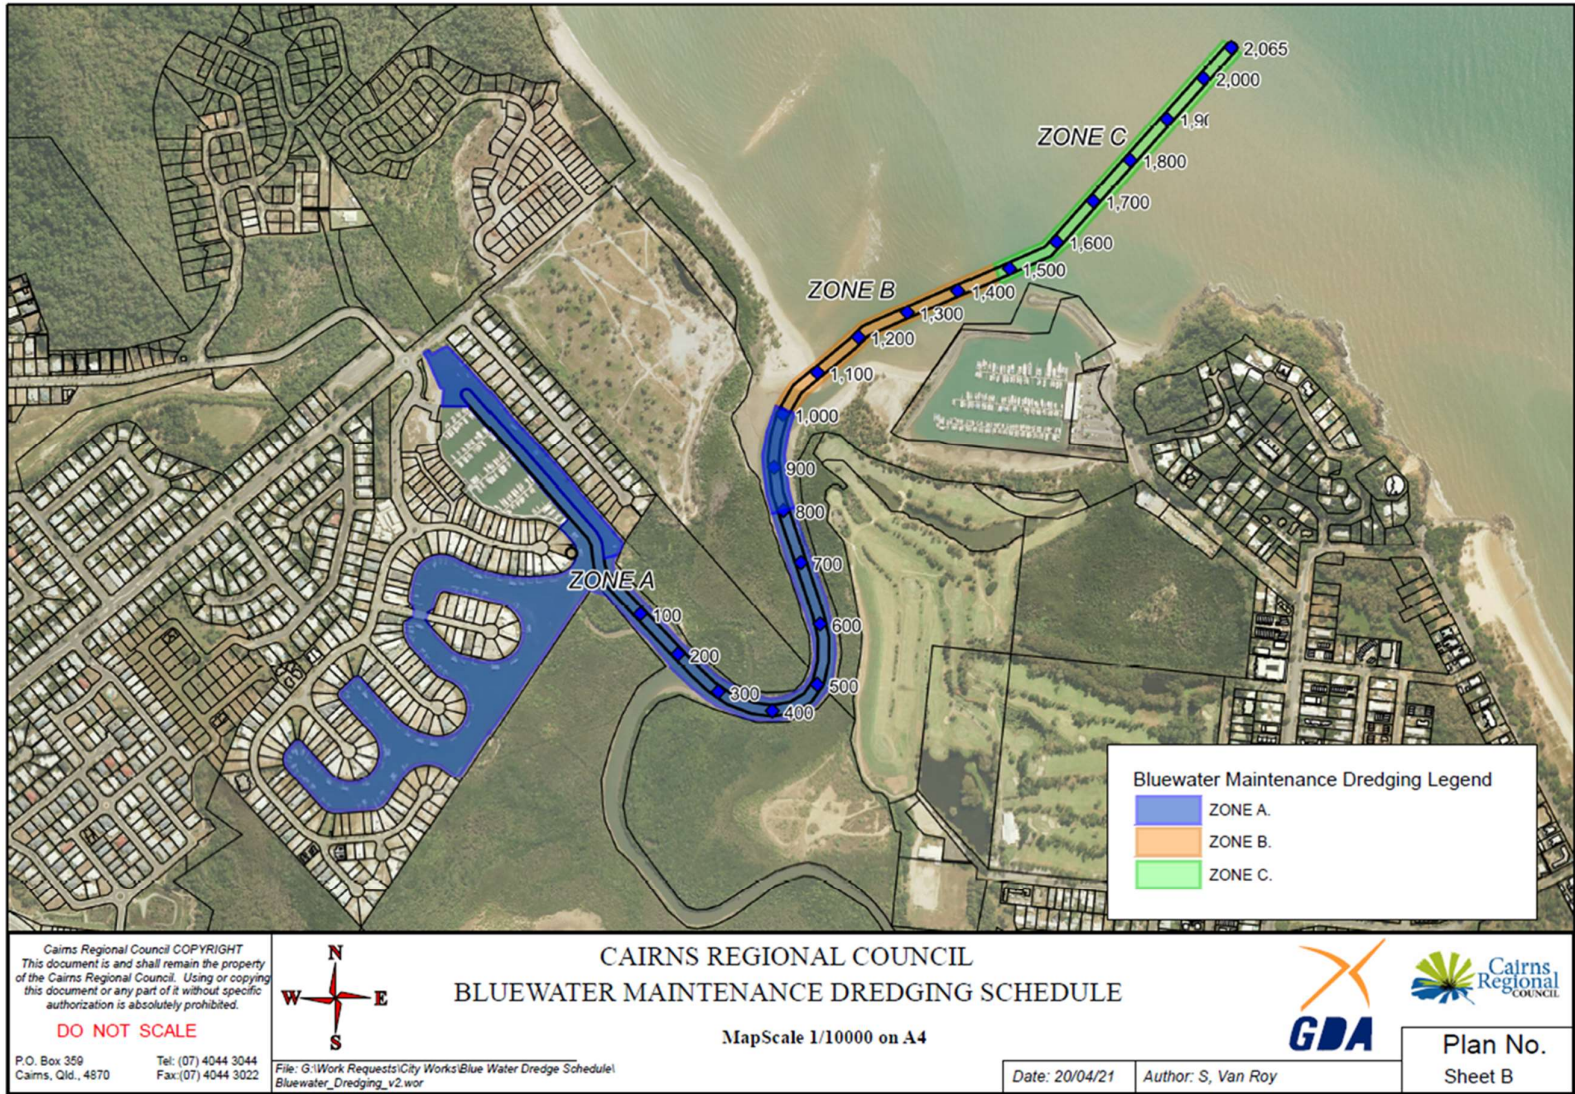 2,065
2,000
1,90
ZONE C
1,800
1,700
1,600
1,500
ZONE B
1,400
1,300
1,200
1,100
1,000
900
800
700
ZONE A
600
100
200
500
300
400
Bluewater Maintenance Dredging Legend
ZONE A.
ZONE B.
ZONE C.
Cairns Regional Council COPYRIGHT
This document is and shall remain the property
of the Cairns Regional Council. Using or copying
this document or any part of it without specific
authorization is absolutely prohibited.
DO NOT SCALE
P.O. Box 359 Tel: (07) 4044 3044
Cairns, Qld., 4870 Fax:(07) 4044 3022
N
W E
S
File: G:\Work Requests\City Works\Blue Water Dredge Schedule\
Bluewater_Dredging_v2.wor
CAIRNS REGIONAL COUNCIL
BLUEWATER MAINTENANCE DREDGING SCHEDULE
MapScale 1/10000 on A4
GDA
Cairns
Regional
COUNCIL
Date: 20/04/21
Author: S, Van Roy
Plan No.
Sheet B